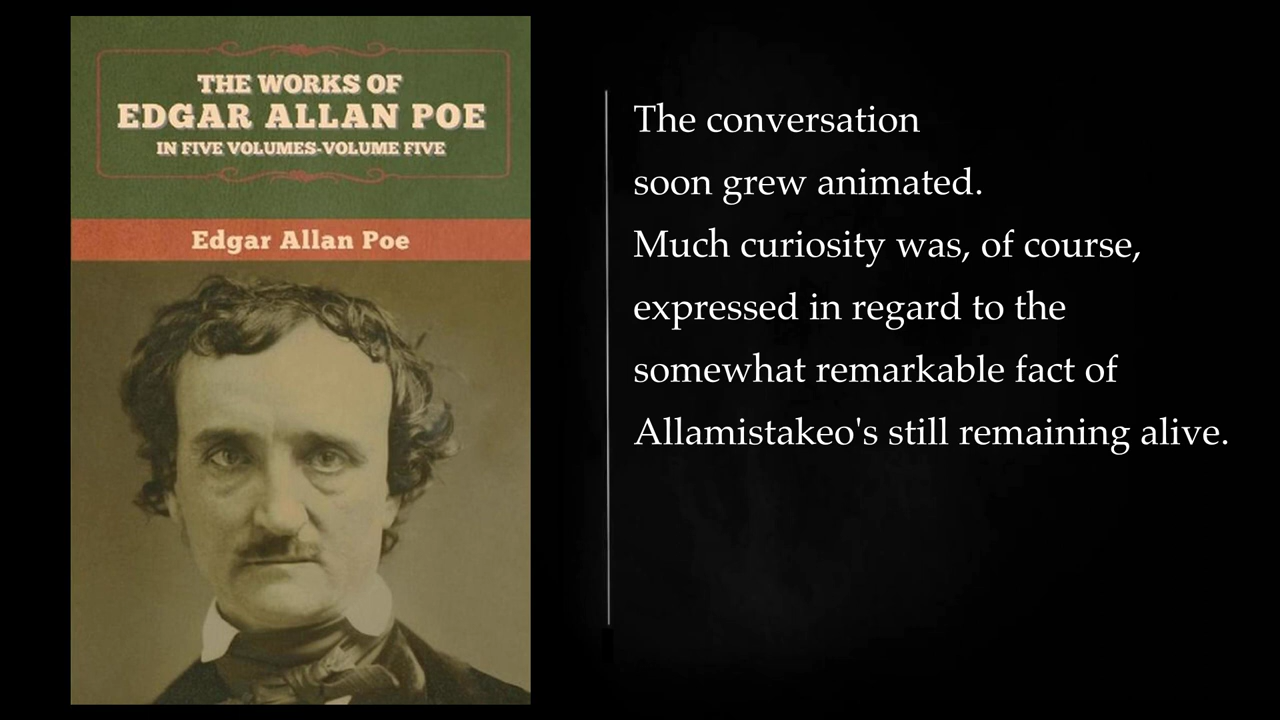 THE WORKS OF
EDGAR ALLAN POE
IN FIVE VOLUMES-VOLUME FIVE
Edgar Allan Poe
The conversation
soon grew animated.
Much curiosity was, of course,
expressed in regard to the
somewhat remarkable fact of
Allamistakeo's still remaining alive.